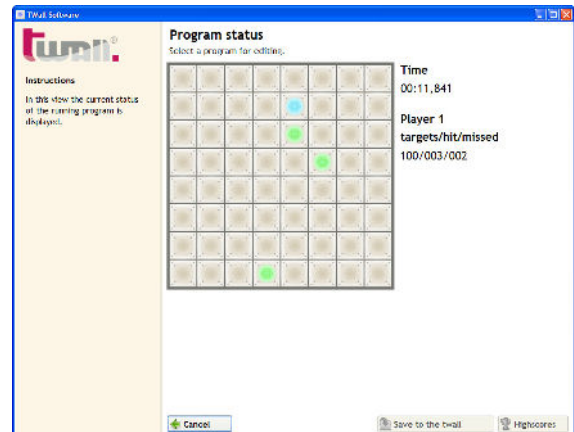 TWall Software
twall®
Program status
Select a program for editing.
Instructions
In this view the current status
of the running program is
displayed.
Time
00:11,841
Player 1
targets/hit/missed
100/003/002
Cancel
Save to the twall
Highscores